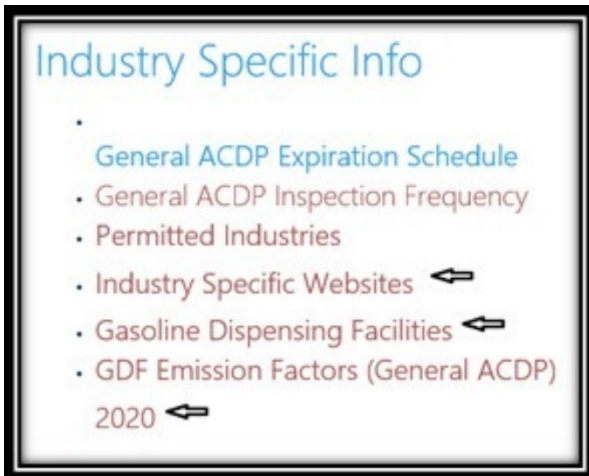 Industry Specific Info
General ACDP Expiration Schedule
General ACDP Inspection Frequency
Permitted Industries
Industry Specific Websites
Gasoline Dispensing Facilities
GDF Emission Factors (General ACDP)
2020